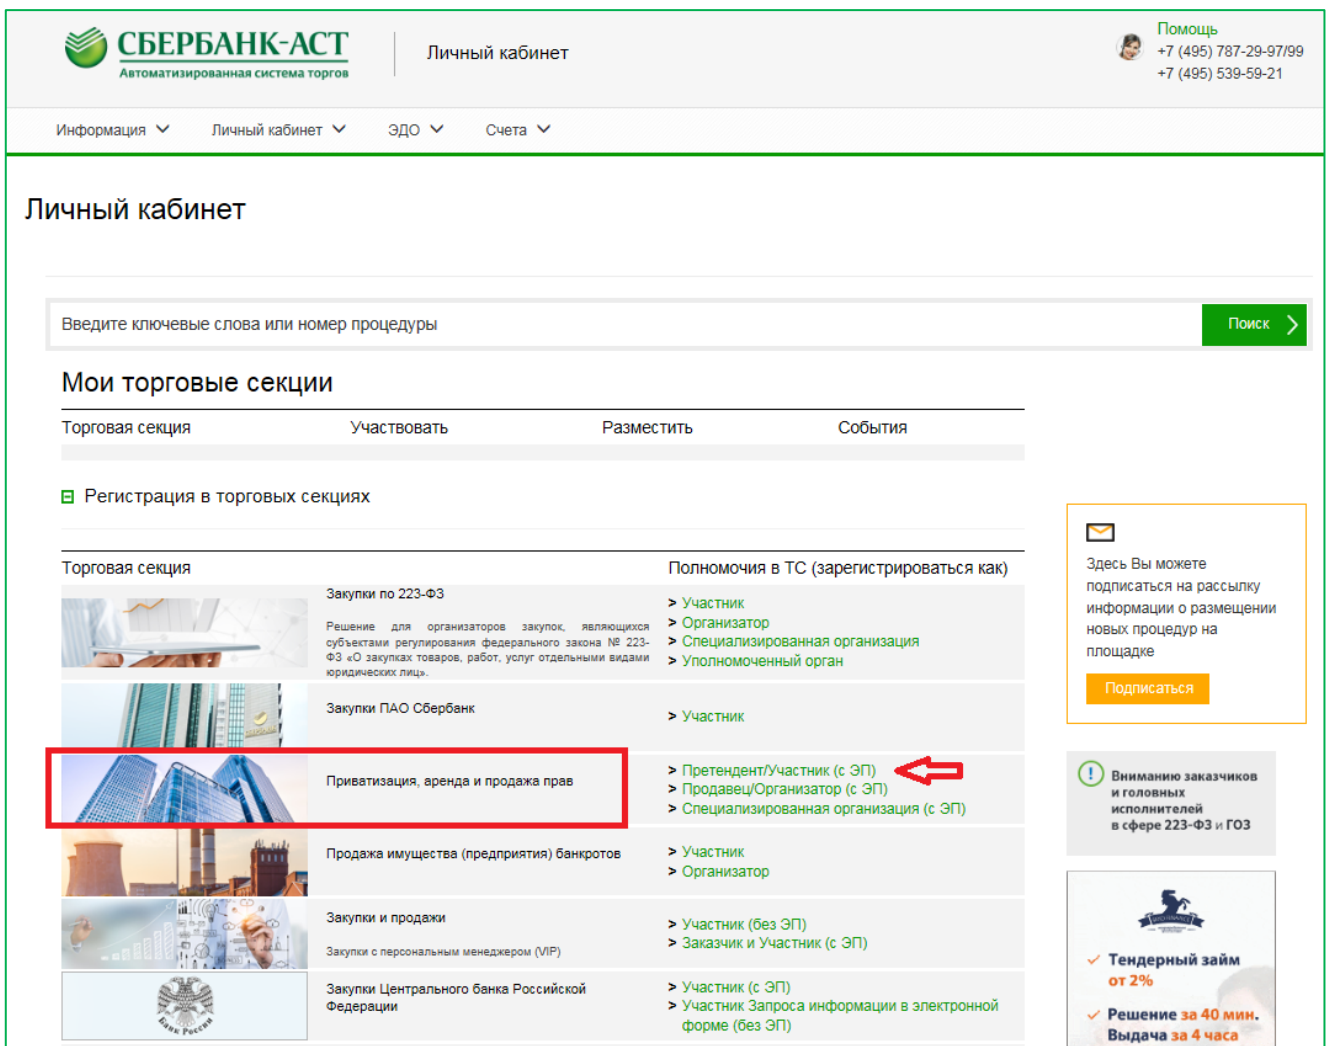 СБЕРБАНК-АСТ
Автоматизированная система торгов
Личный кабинет
Помощь
+7 (495) 787-29-97/99
+7 (495) 539-59-21
Информация
Личный кабинет
ЭДО
Счета
Личный кабинет
Введите ключевые слова или номер процедуры
Поиск
Мои торговые секции
Торговая секция
Участвовать
Разместить
События
Регистрация в торговых секциях
Торговая секция
Полномочия в ТС (зарегистрироваться как)
Закупки по 223-ФЗ
Решение для организаторов закупок, являющихся
субъектами регулирования федерального закона № 223-
ФЗ «О закупках товаров, работ, услуг отдельными видами
юридических лиц».
> Участник
> Организатор
> Специализированная организация
> Уполномоченный орган
Закупки ПАО Сбербанк
> Участник
Приватизация, аренда и продажа прав
> Претендент/Участник (с ЭП)
> Продавец/Организатор (с ЭП)
> Специализированная организация (с ЭП)
Продажа имущества (предприятия) банкротов
> Участник
> Организатор
Закупки и продажи
Закупки с персональным менеджером (VIP)
> Участник (без ЭП)
> Заказчик и Участник (с ЭП)
Банк России
Закупки Центрального банка Российской
Федерации
> Участник (с ЭП)
> Участник Запроса информации в электронной
форме (без ЭП)
Здесь Вы можете
подписаться на рассылку
информации о размещении
новых процедур на
площадке
Подписаться
Вниманию заказчиков
и головных
исполнителей
в сфере 223-ФЗ и ГОЗ
Тендерный займ
от 2%
Решение за 40 мин.
Выдача за 4 часа